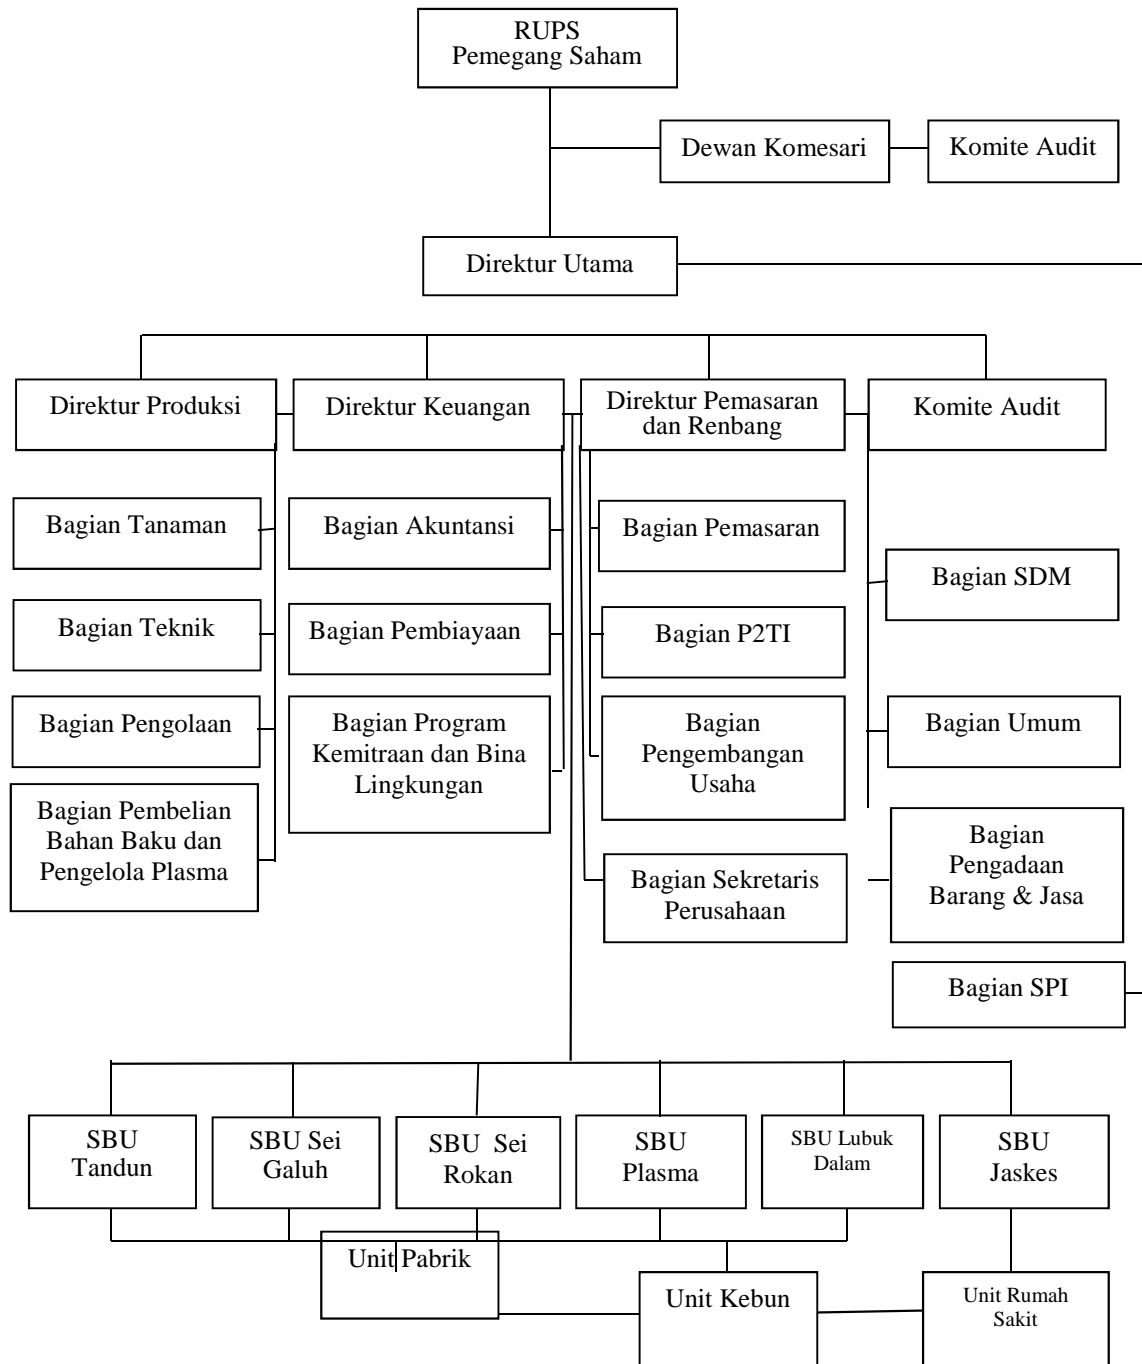 RUPS
Pemegang Saham
Dewan Komesari
Komite Audit
Direktur Utama
Direktur Produksi
Direktur Keuangan
Direktur Pemasaran
dan Renbang
Komite Audit
Bagian Tanaman
Bagian Akuntansi
Bagian Pemasaran
Bagian SDM
Bagian Teknik
Bagian Pembiayaan
Bagian P2TI
Bagian Pengolaan
Bagian Program
Kemitraan dan Bina
Lingkungan
Bagian
Pengembangan
Usaha
Bagian Umum
Bagian Pembelian
Bahan Baku dan
Pengelola Plasma
Bagian Sekretaris
Perusahaan
Bagian
Pengadaan
Barang & Jasa
Bagian SPI
SBU
Tandun
SBU Sei
Galuh
SBU  Sei
Rokan
SBU
Plasma
SBU Lubuk
Dalam
SBU
Jaskes
Unit Pabrik
Unit Kebun
Unit Rumah
Sakit